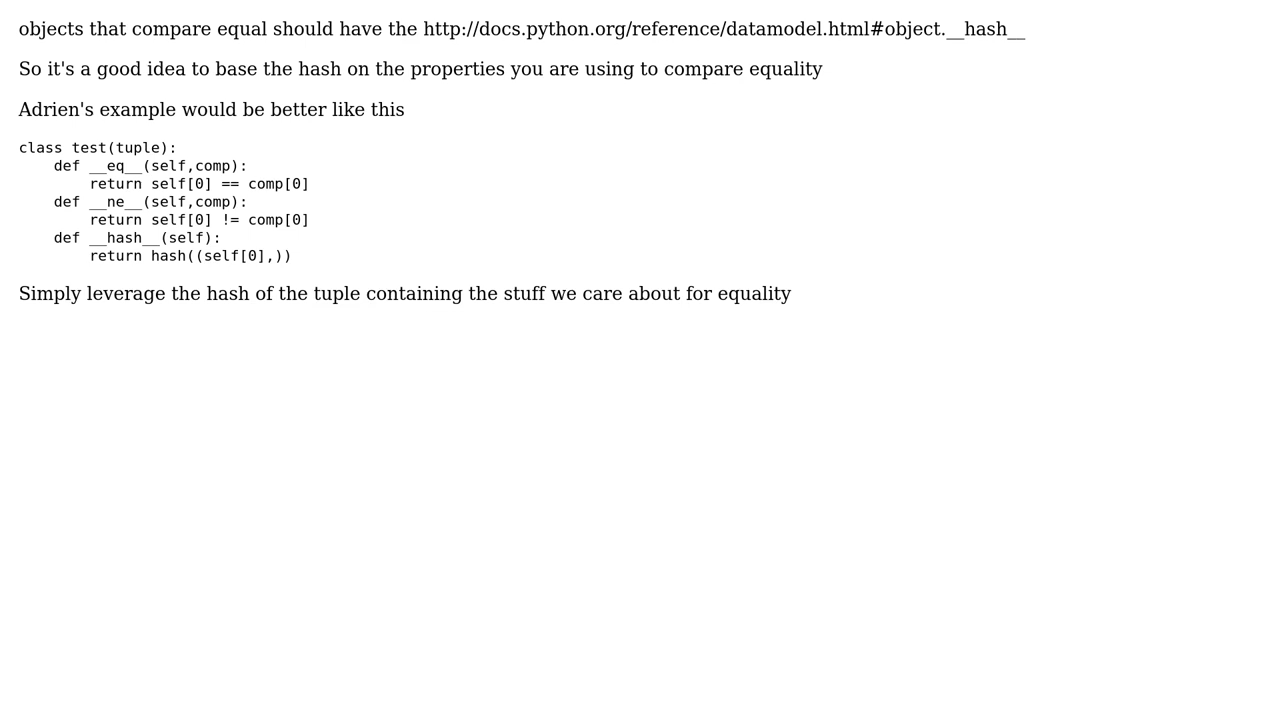 objects that compare equal should have the http://docs.python.org/reference/datamodel.html#object.__hash__
So it's a good idea to base the hash on the properties you are using to compare equality
Adrien's example would be better like this
class test(tuple):
    def __eq__(self,comp):
        return self[0] == comp[0]
    def __ne__(self,comp):
        return self[0] != comp[0]
    def __hash__(self):
        return hash((self[0],))
Simply leverage the hash of the tuple containing the stuff we care about for equality